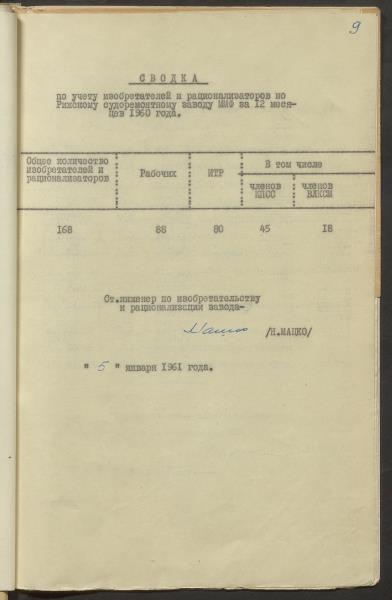 9
СВОДКА
по учету изобретателей и рационализаторов по
Рижскому судоремонтному заводу ММФ за 12 меся-
цев 1960 года.
Общее количество изобретателей и рационализаторов
Рабочих
ИТР
В том числе
членов КПСС
членов ВЛКСМ
168 88 80 45 18
Ст.инженер по изобретательству
и рационализации завода-
Мацко /Н.МАЦКО/
" 5 " января 1961 года.